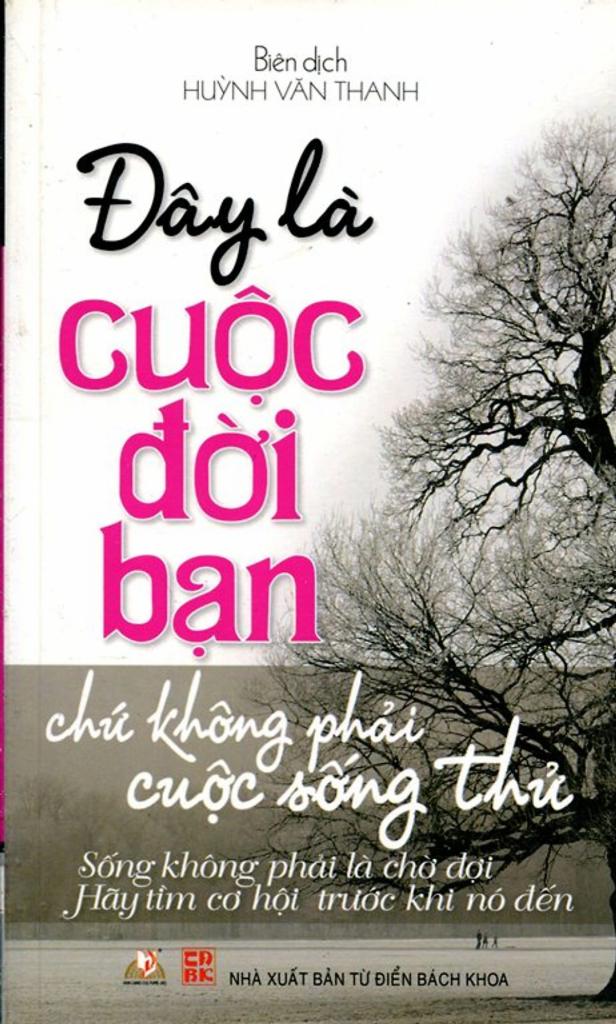 Biên dịch
HUỲNH VĂN THANH
Đây là
cuộc
đời
bạn
chứ không phải
cuộc sống thử
Sống không phải là chờ đợi
Hãy tìm cơ hội trước khi nó đến
NHÀ XUẤT BẢN TỪ ĐIỂN BÁCH KHOA